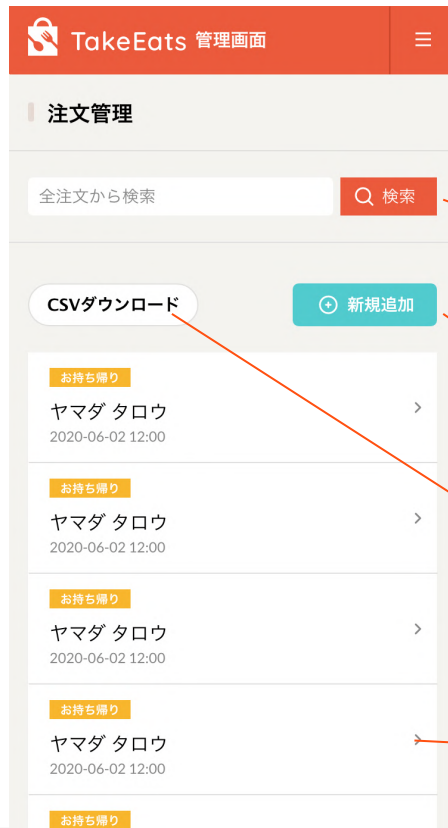 TakeEats 管理画面
注文管理
全注文から検索
検索
CSVダウンロード
新規追加
お持ち帰り
ヤマダ タロウ
2020-06-02 12:00
お持ち帰り
ヤマダ タロウ
2020-06-02 12:00
お持ち帰り
ヤマダ タロウ
2020-06-02 12:00
お持ち帰り
ヤマダ タロウ
2020-06-02 12:00
お持ち帰り